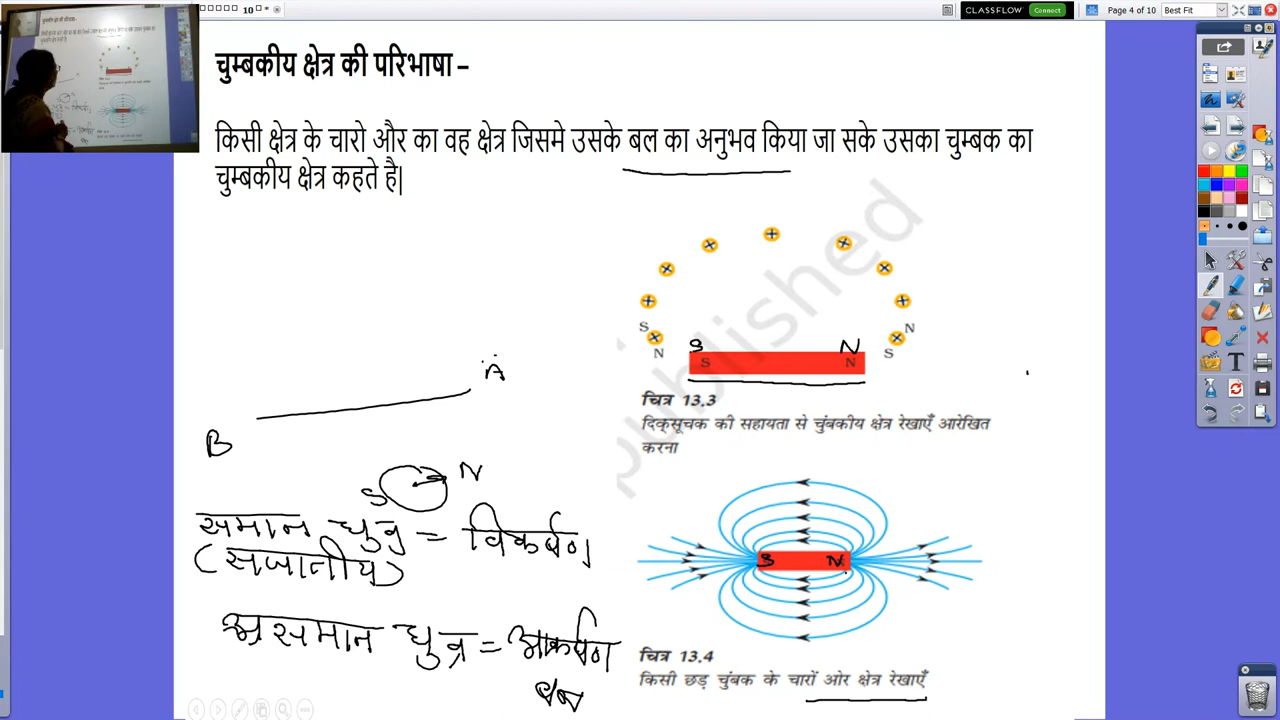 10
CLASSFLOW Connect
Page 4 of 10
Best Fit
चुम्बकीय क्षेत्र की परिभाषा –
किसी क्षेत्र के चारो और का वह क्षेत्र जिसमे उसके बल का अनुभव किया जा सके उसका चुम्बक का
चुम्बकीय क्षेत्र कहते है|
published
S
N
N
S
S N
S N
चित्र 13.3
दिक्सूचक की सहायता से चुंबकीय क्षेत्र रेखाएँ आरेखित
करना
A
B
S N
समान ध्रुव = विकर्षण
(सजातीय)
असमान ध्रुव = आकर्षण
S N
चित्र 13.4
किसी छड़ चुंबक के चारों ओर क्षेत्र रेखाएँ